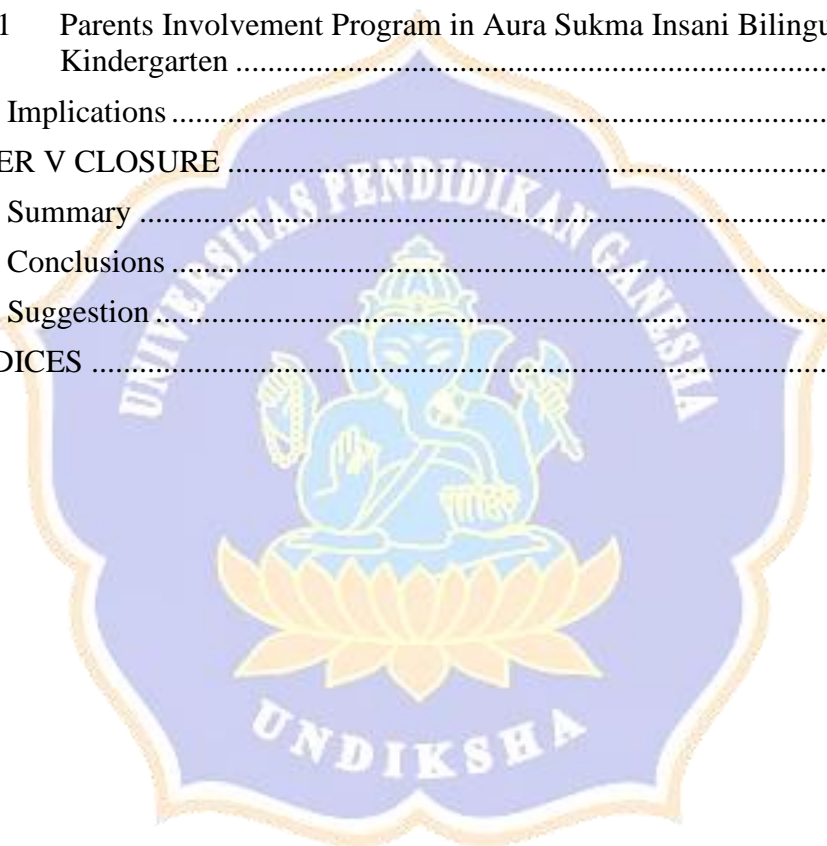 1 Parents Involvement Program in Aura Sukma Insani Bilingu
Kindergarten ........................................................................
Implications ........................................................................
ER V CLOSURE ........................................................................
Summary ........................................................................
Conclusions ........................................................................
Suggestion ........................................................................
DICES ........................................................................
UNIVERSITAS PENDIDIKAN GANESHA
UNDIKSHA